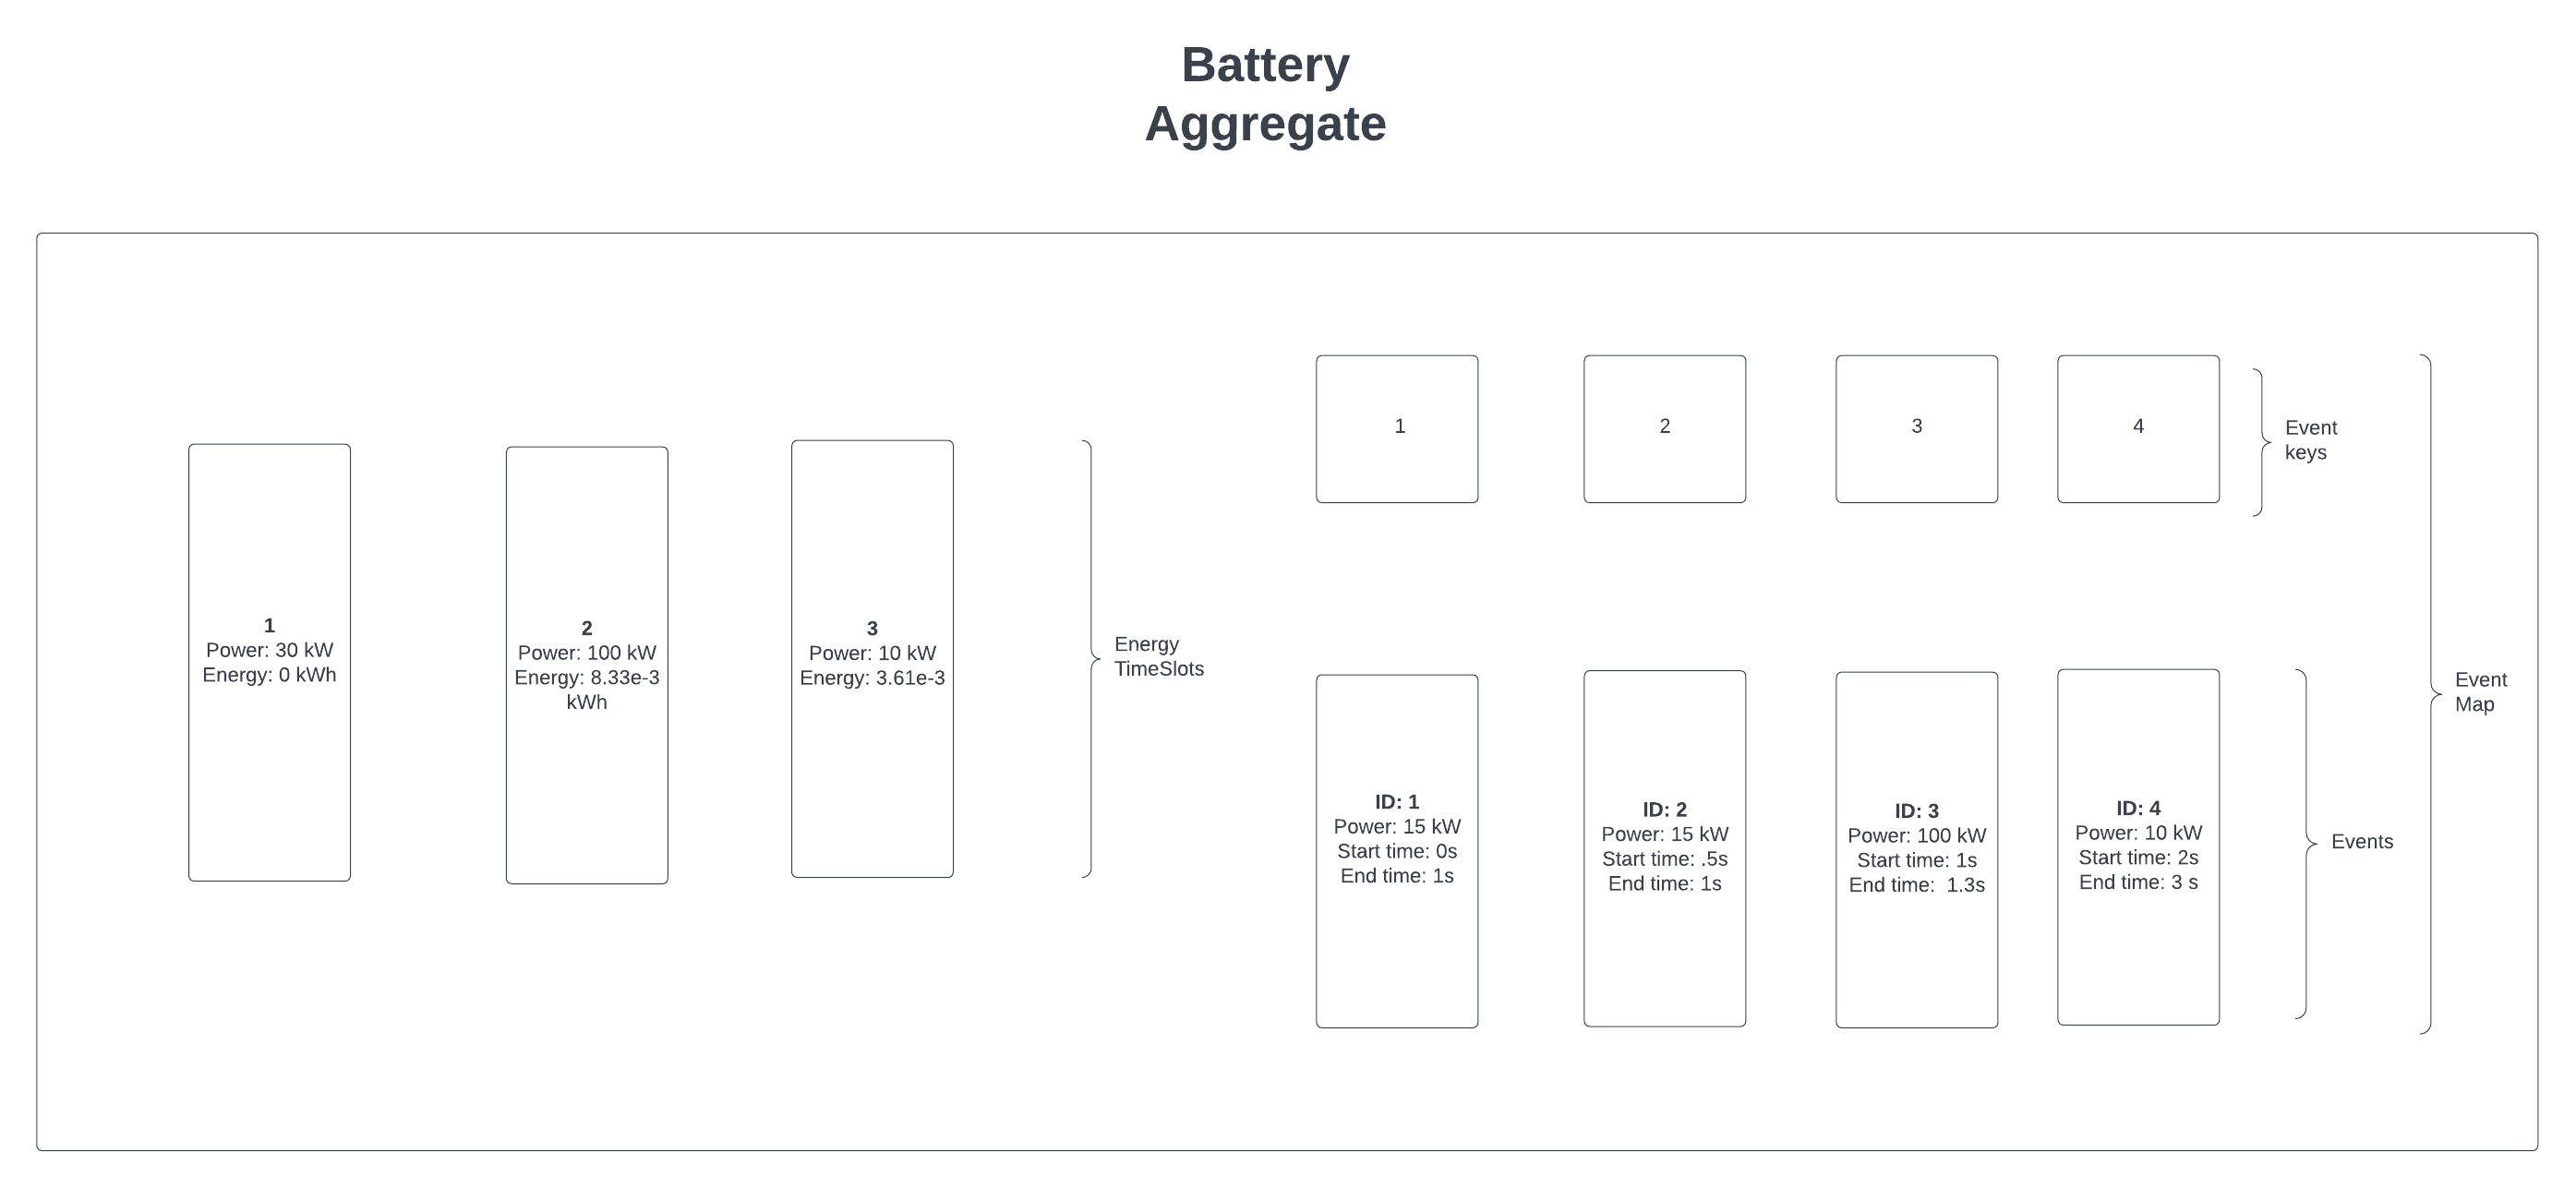 Battery
Aggregate
1
Power: 30 kW
Energy: 0 kWh
2
Power: 100 kW
Energy: 8.33e-3
kWh
3
Power: 10 kW
Energy: 3.61e-3
Energy
TimeSlots
1
2
3
4
Event
keys
ID: 1
Power: 15 kW
Start time: 0s
End time: 1s
ID: 2
Power: 15 kW
Start time: .5s
End time: 1s
ID: 3
Power: 100 kW
Start time: 1s
End time:  1.3s
ID: 4
Power: 10 kW
Start time: 2s
End time: 3 s
Events
Event
Map